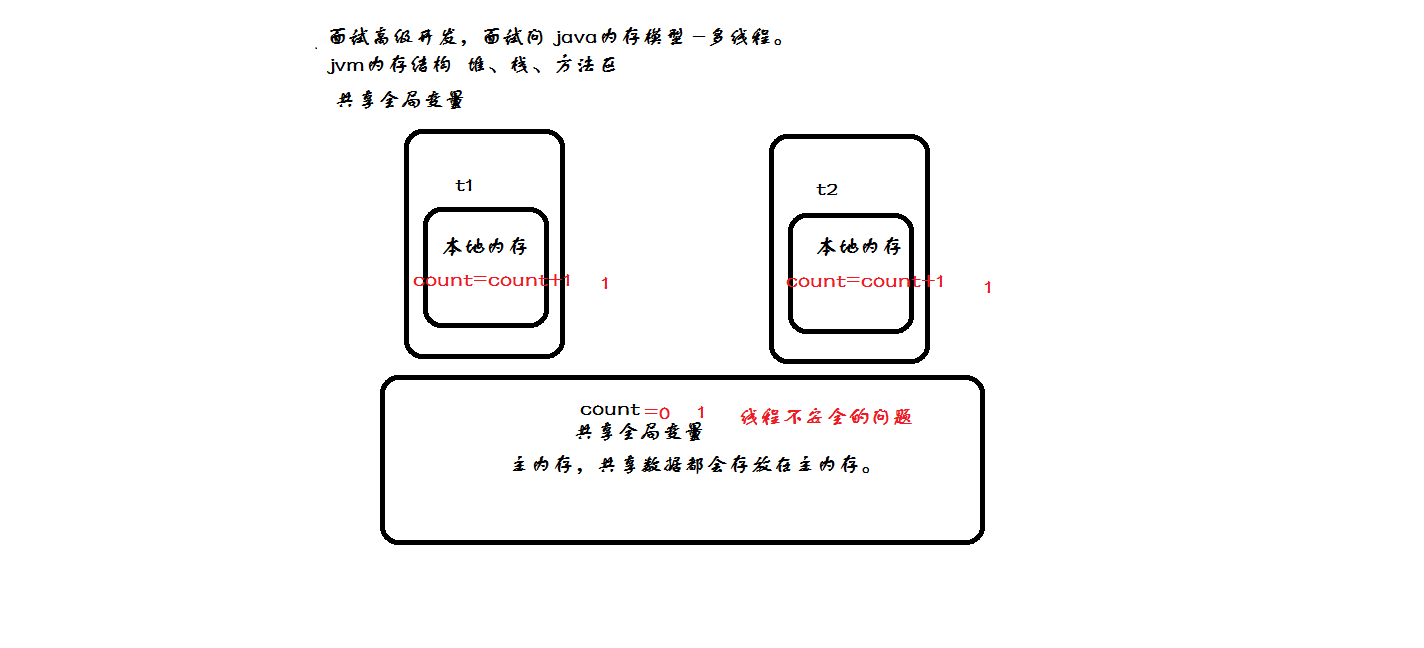 面试高级开发，面试问 java内存模型 －多线程。
jvm内存结构 堆、栈、方法区
共享全局变量
t1
本地内存
count=count+1 1
t2
本地内存
count=count+1 1
count =0 1 线程不安全的问题
共享全局变量
主内存，共享数据都会存放在主内存。